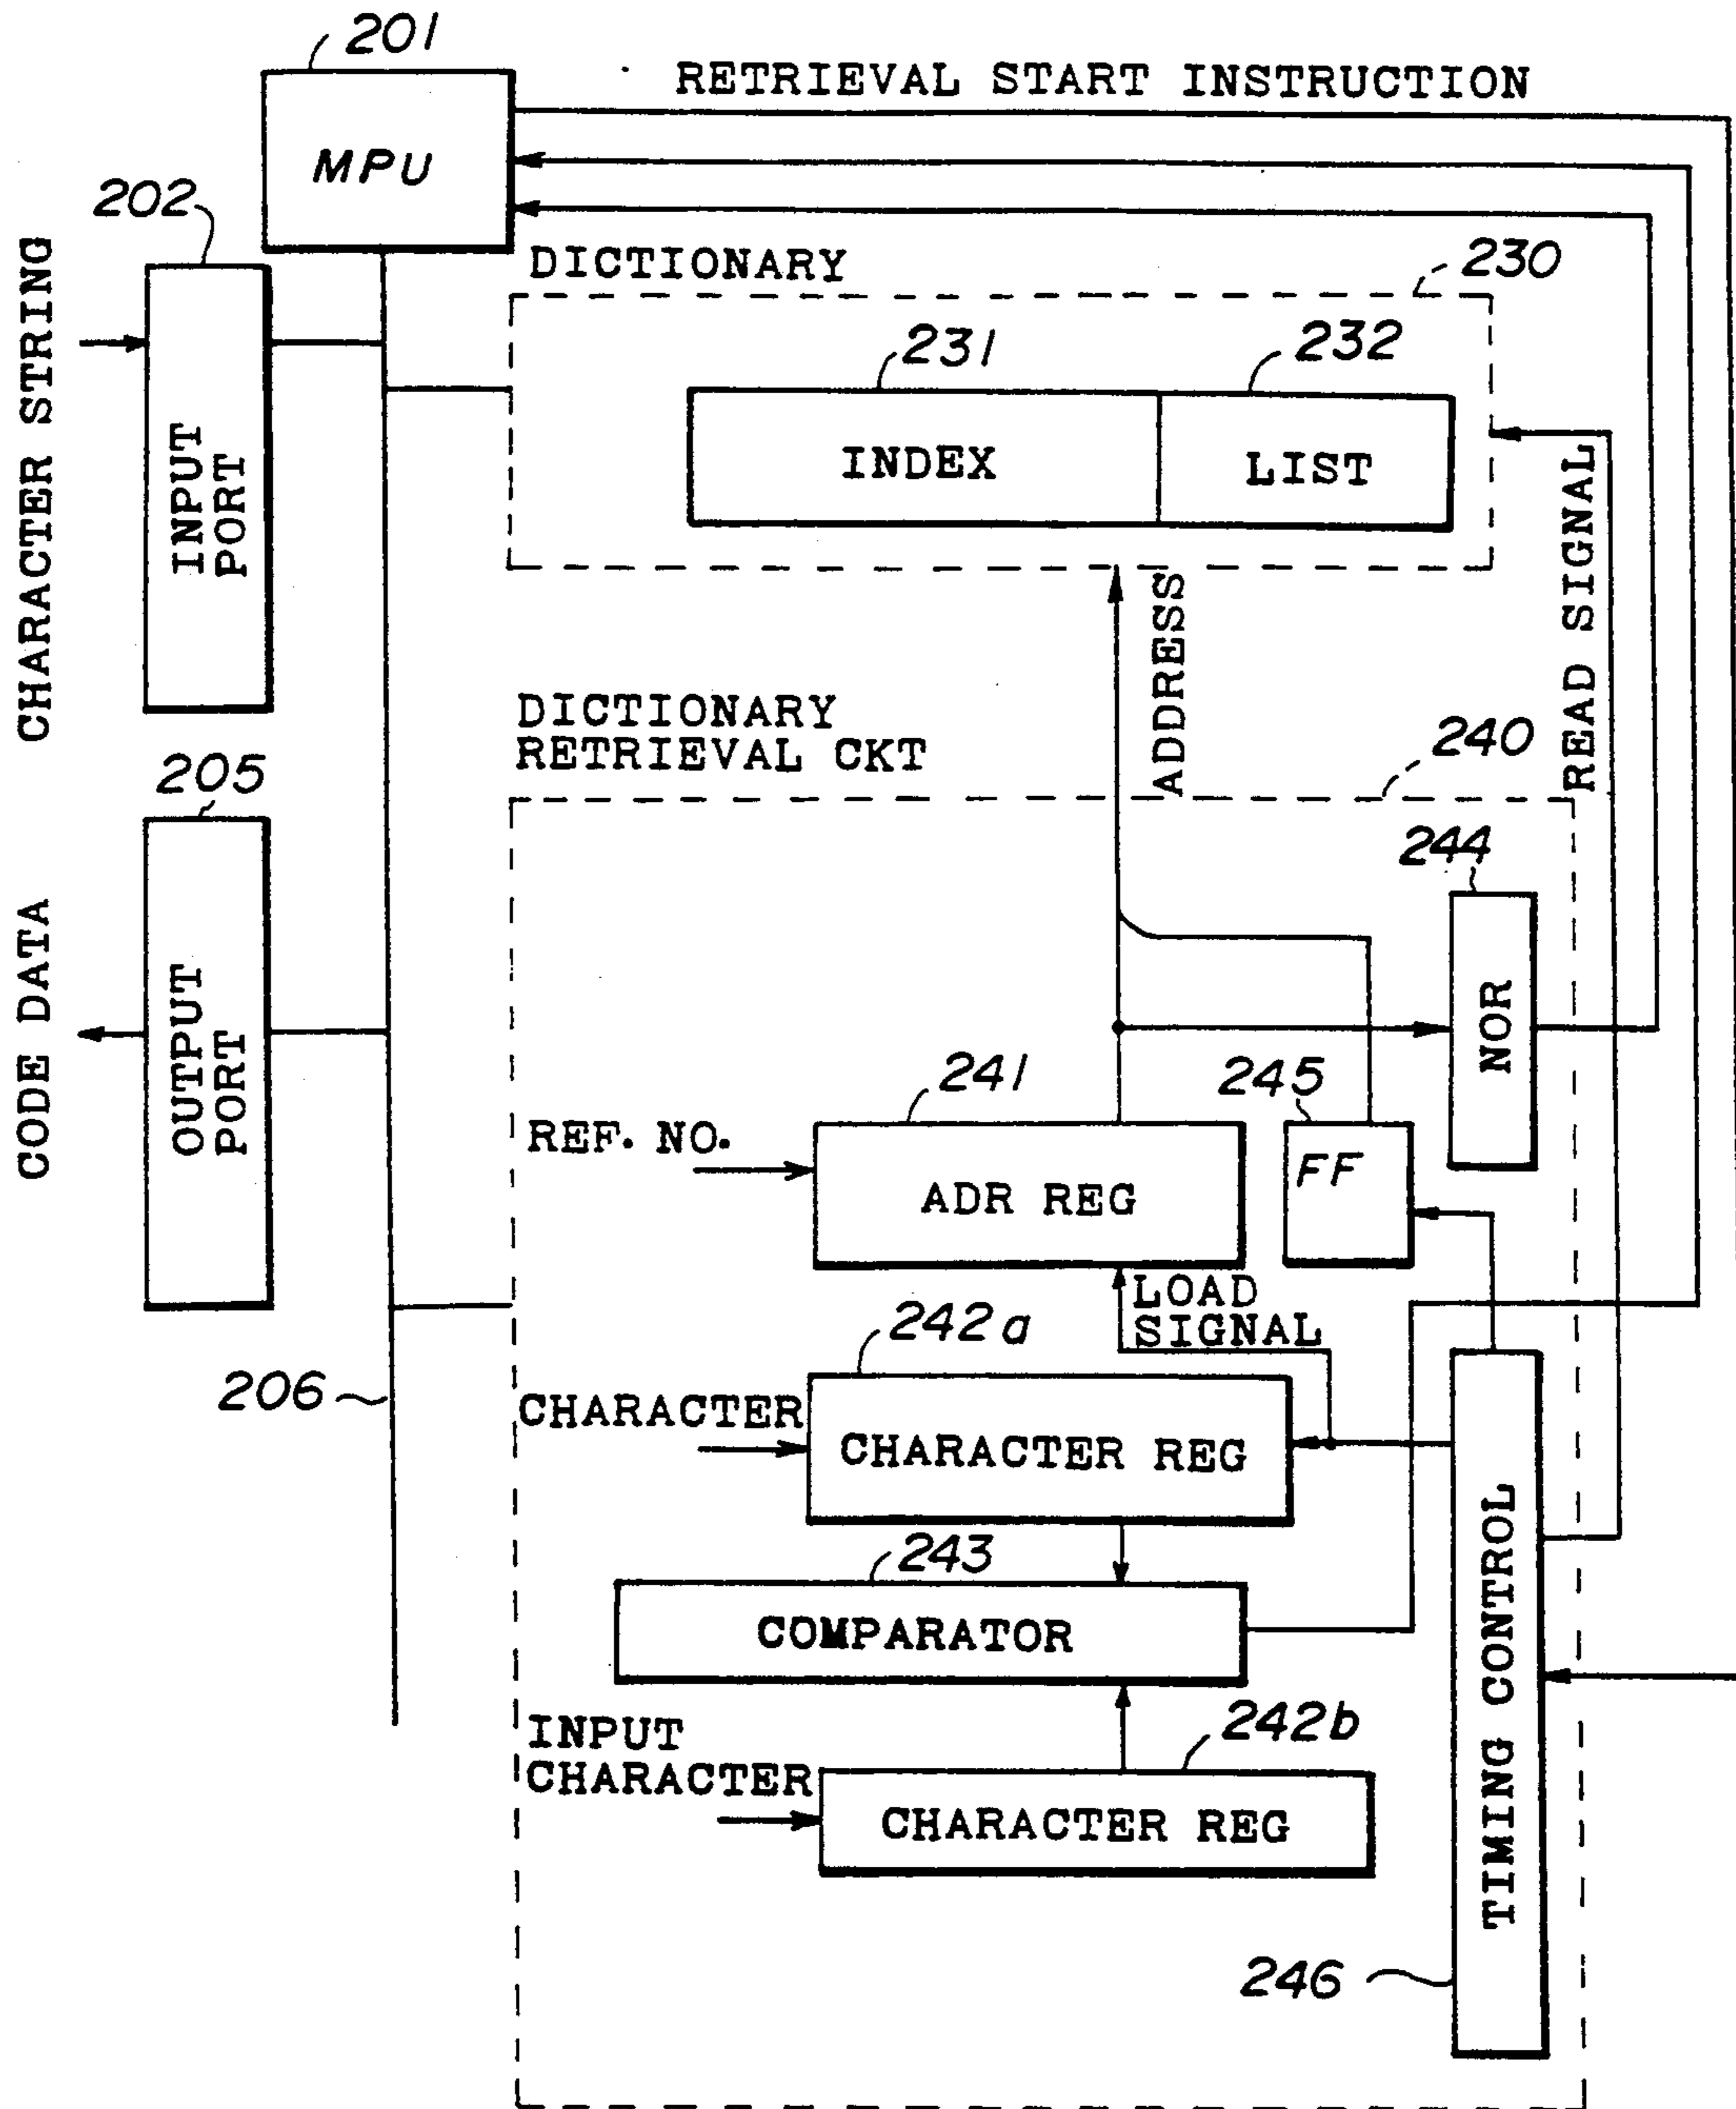 201
RETRIEVAL START INSTRUCTION
MPU
202
CHARACTER STRING
INPUT
PORT
DICTIONARY
230
231
232
INDEX
LIST
READ SIGNAL
ADDRESS
DICTIONARY
RETRIEVAL CKT
240
205
CODE DATA
OUTPUT
PORT
244
NOR
241
245
REF. NO.
ADR REG
FF
LOAD
SIGNAL
242a
206
CHARACTER
CHARACTER REG
243
COMPARATOR
TIMING CONTROL
INPUT
CHARACTER
242b
CHARACTER REG
246